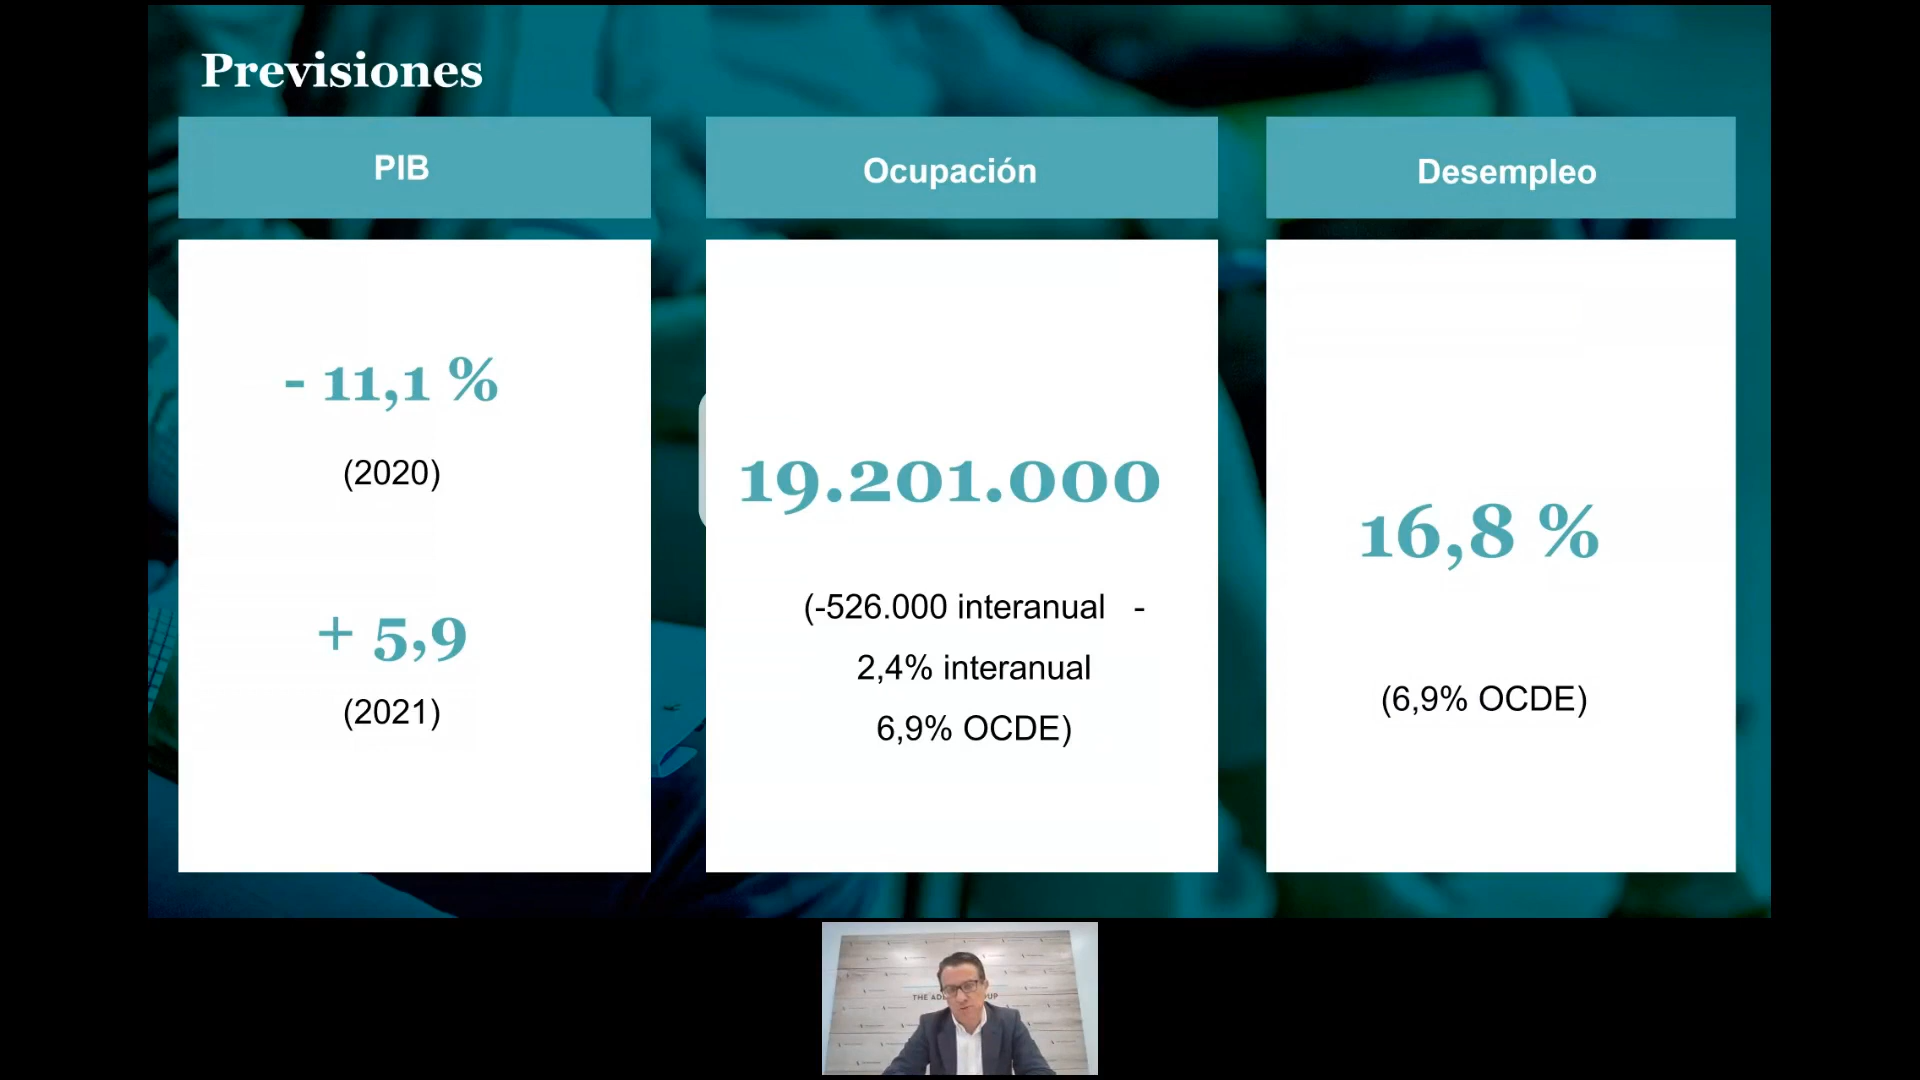 Previsiones
PIB
- 11,1 %
(2020)
+ 5,9
(2021)
Ocupación
19.201.000
(-526.000 interanual -
2,4% interanual
6,9% OCDE)
Desempleo
16,8 %
(6,9% OCDE)
THE